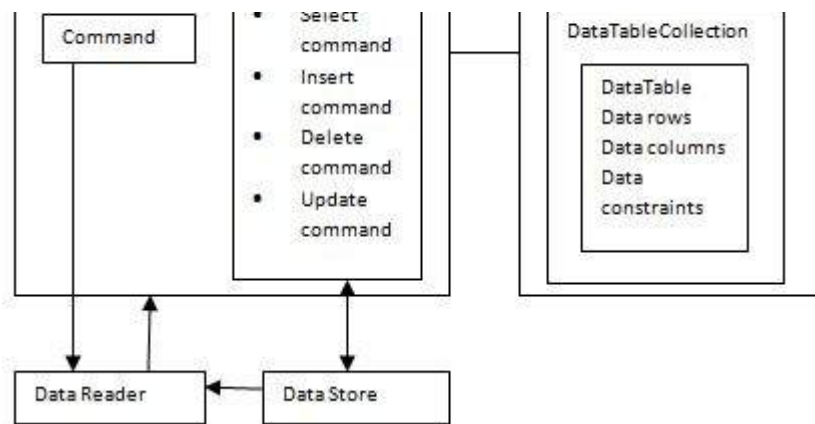 Command
Select
command
• Insert
command
• Delete
command
• Update
command
DataTableCollection
DataTable
Data rows
Data columns
Data
constraints
Data Reader
Data Store